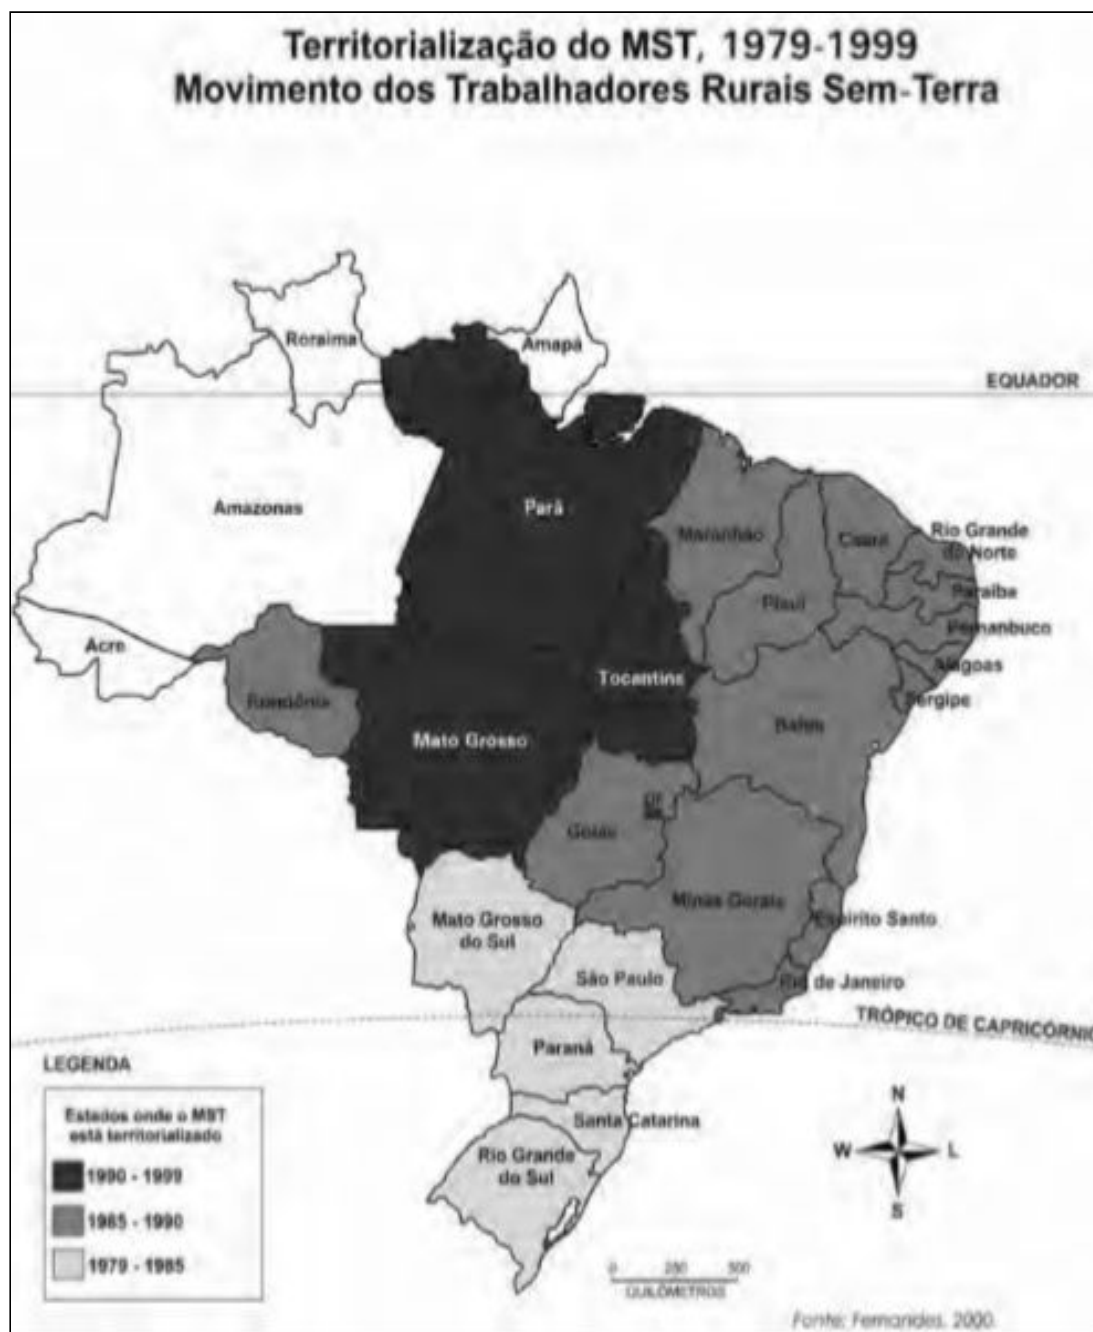 Territorialização do MST, 1979-1999
Movimento dos Trabalhadores Rurais Sem-Terra
Roraima
Amapá
EQUADOR
Amazonas
Pará
Maranhão
Ceará
Rio Grande
do Norte
Paraíba
Piauí
Pernambuco
Acre
Alagoas
Tocantins
Sergipe
Rondônia
Bahia
Mato Grosso
DF
Goiás
Minas Gerais
Espírito Santo
Mato Grosso
do Sul
São Paulo
Rio de Janeiro
TRÓPICO DE CAPRICÓRNIO
Paraná
LEGENDA
Estados onde o MST
está territorializado
1990 - 1999
1985 - 1990
1979 - 1985
Santa Catarina
Rio Grande
do Sul
N
W
L
S
0 250 500
QUILÔMETROS
Fonte: Fernandes, 2000.